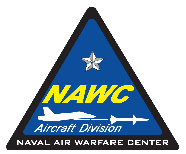 NAWC
Aircraft Division
NAVAL AIR WARFARE CENTER